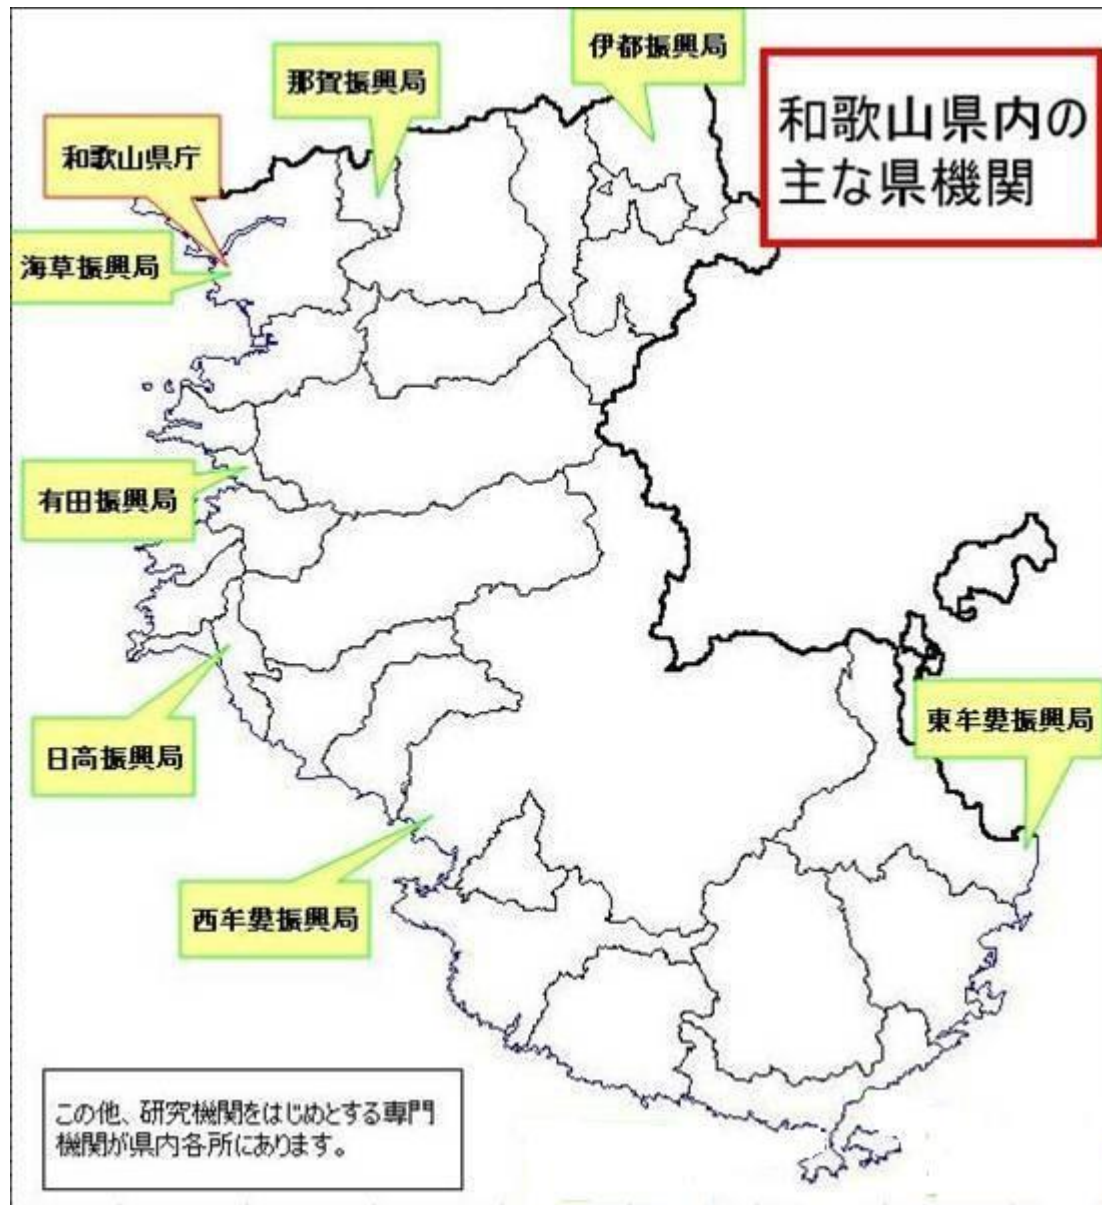 伊都振興局
那賀振興局
和歌山県内の
主な県機関
和歌山県庁
海草振興局
有田振興局
東牟婁振興局
日高振興局
西牟婁振興局
この他、研究機関をはじめとする専門
機関が県内各所にあります。